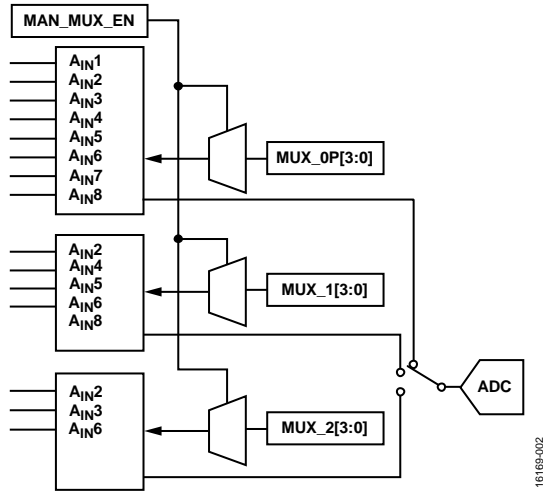 MAN_MUX_EN
AIN1
AIN2
AIN3
AIN4
AIN5
AIN6
AIN7
AIN8
MUX_0P[3:0]
AIN2
AIN4
AIN5
AIN6
AIN8
MUX_1[3:0]
ADC
AIN2
AIN3
AIN6
MUX_2[3:0]
16169-002